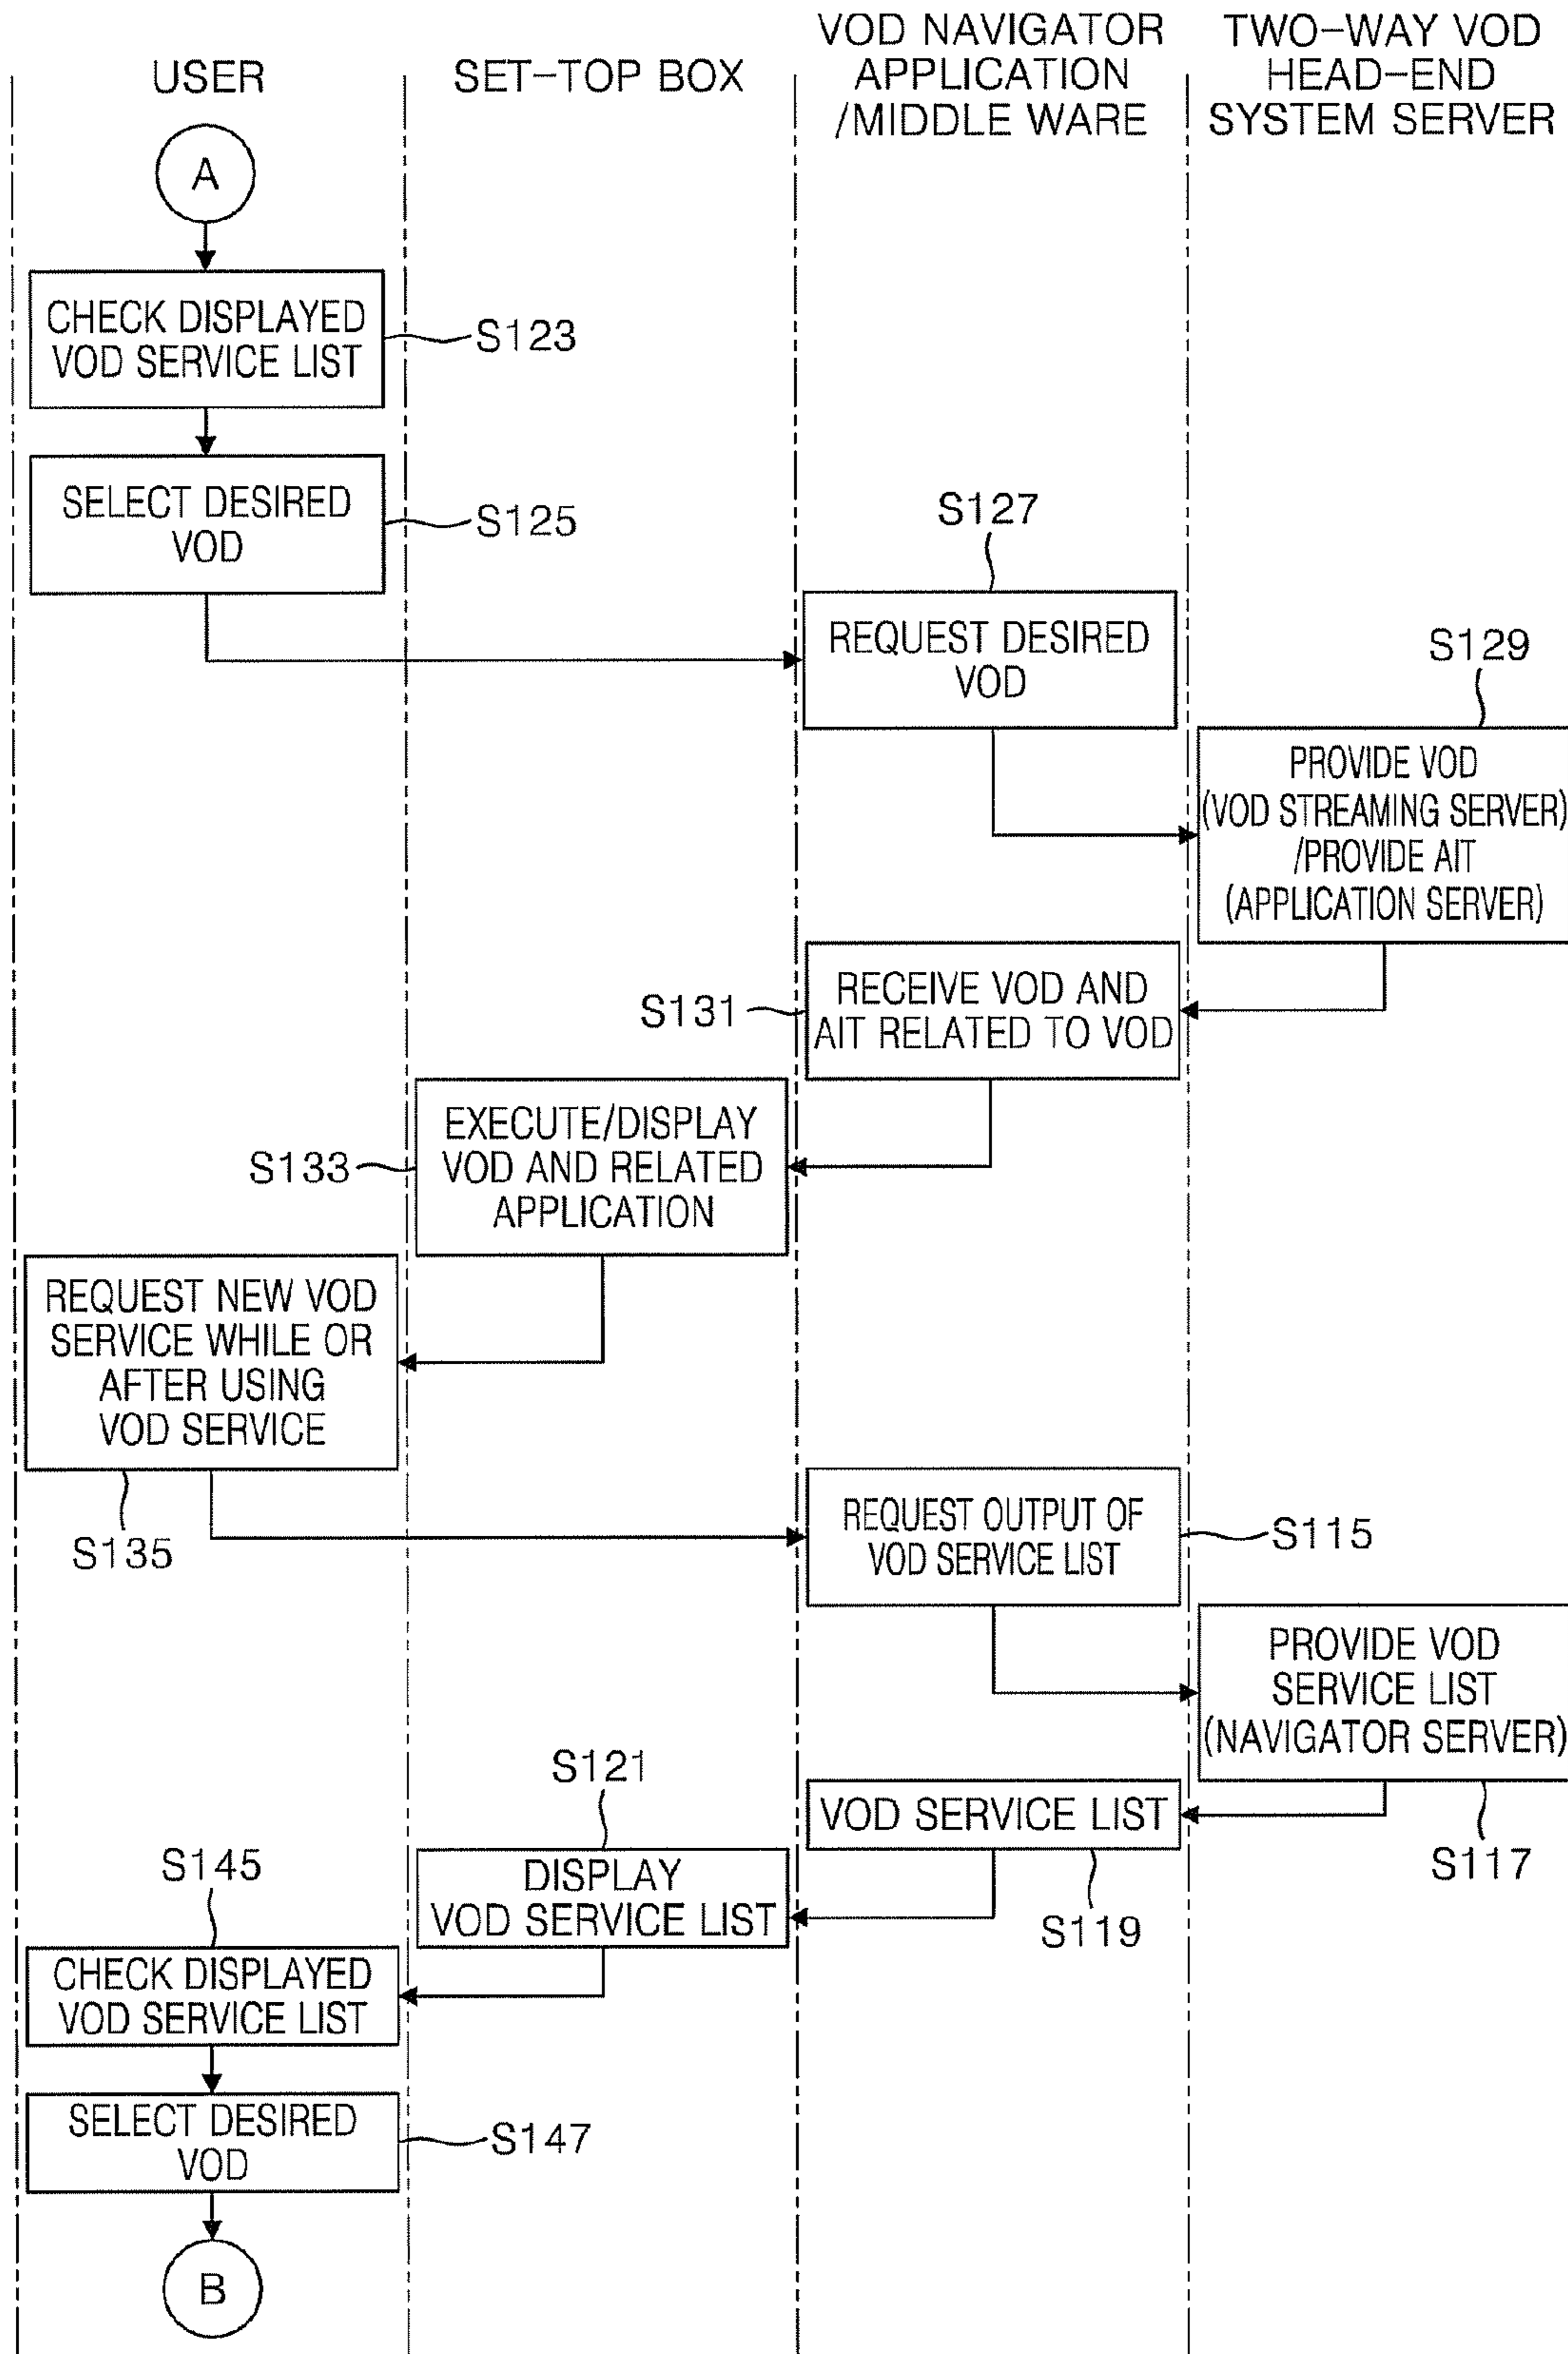 USER
SET-TOP BOX
VOD NAVIGATOR
APPLICATION
/MIDDLE WARE
TWO-WAY VOD
HEAD-END
SYSTEM SERVER
A
CHECK DISPLAYED
VOD SERVICE LIST
S123
SELECT DESIRED
VOD
S125
S127
REQUEST DESIRED
VOD
S129
PROVIDE VOD
(VOD STREAMING SERVER)
/PROVIDE AIT
(APPLICATION SERVER)
S131
RECEIVE VOD AND
AIT RELATED TO VOD
S133
EXECUTE/DISPLAY
VOD AND RELATED
APPLICATION
REQUEST NEW VOD
SERVICE WHILE OR
AFTER USING
VOD SERVICE
S135
REQUEST OUTPUT OF
VOD SERVICE LIST
S115
PROVIDE VOD
SERVICE LIST
(NAVIGATOR SERVER)
S117
VOD SERVICE LIST
S119
S121
DISPLAY
VOD SERVICE LIST
S145
CHECK DISPLAYED
VOD SERVICE LIST
SELECT DESIRED
VOD
S147
B